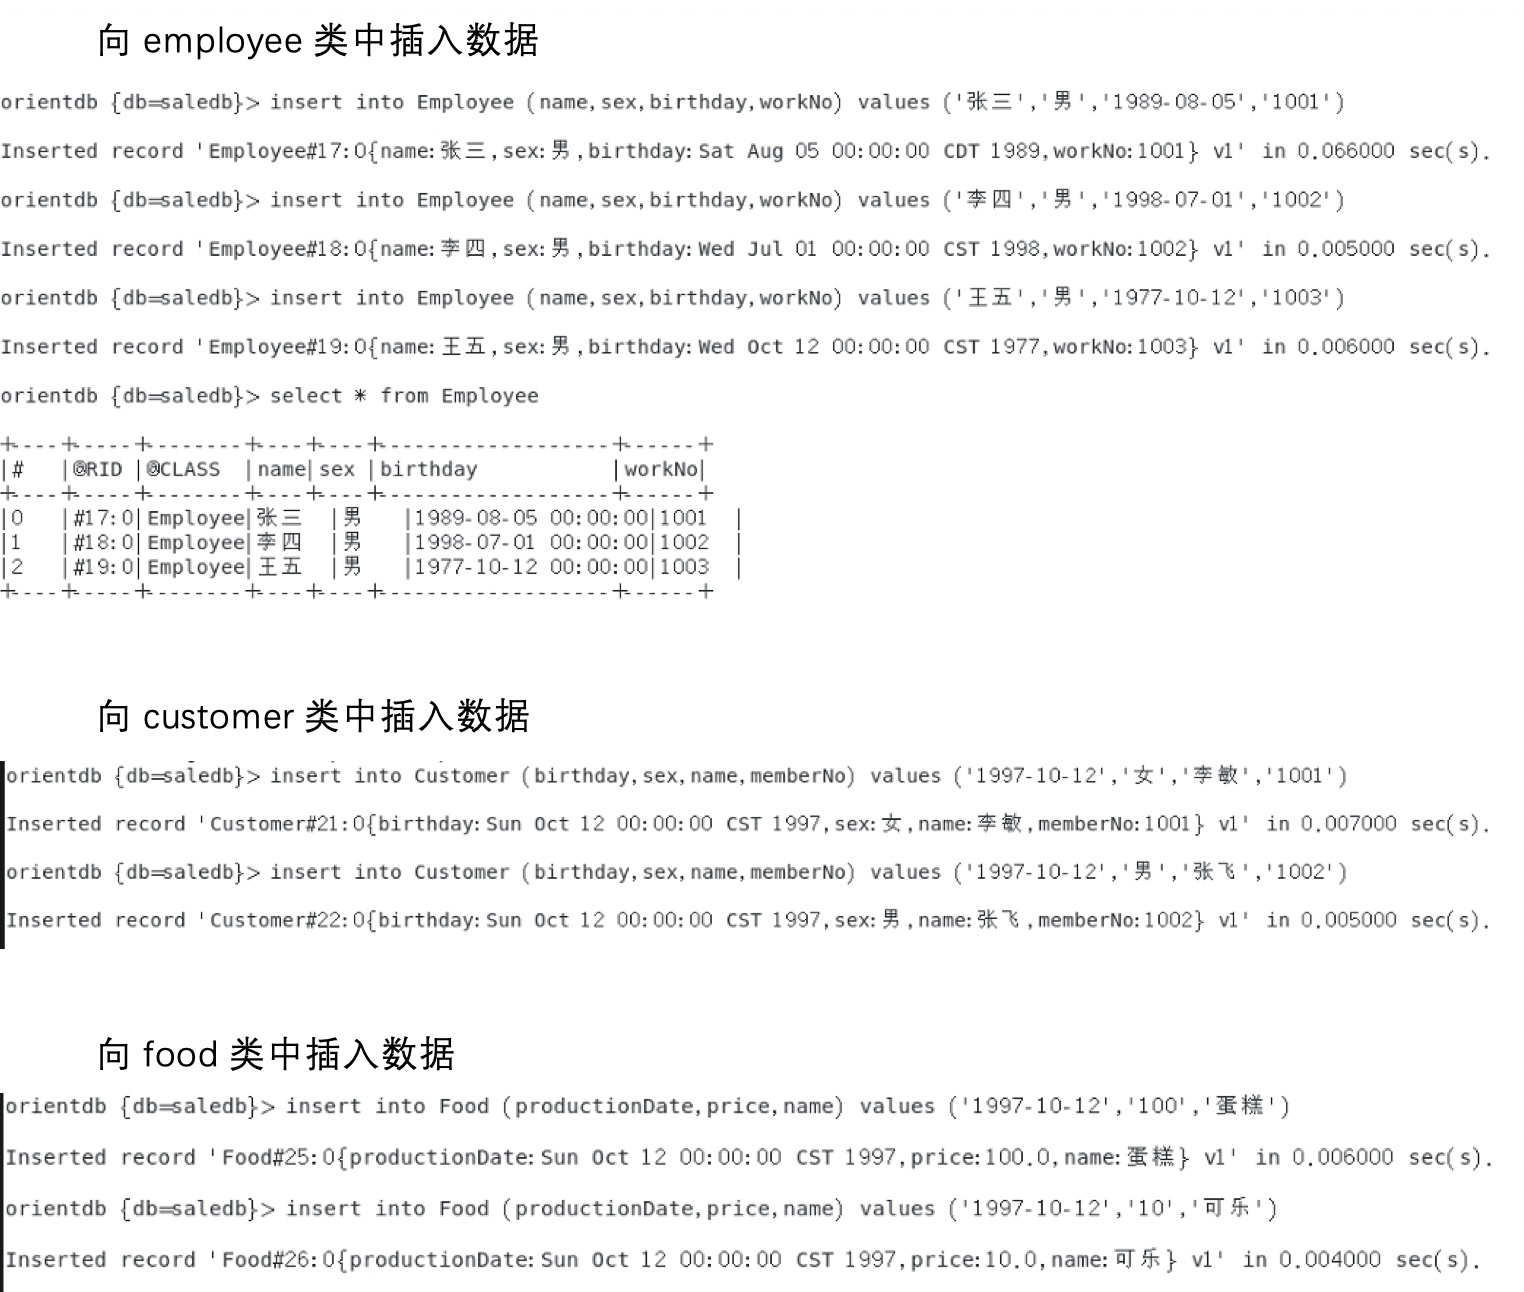 向 employee 类中插入数据
orientdb {db=saledb}> insert into Employee (name,sex,birthday,workNo) values ('张三','男','1989-08-05','1001')
Inserted record 'Employee#17:0{name:张三,sex:男,birthday:Sat Aug 05 00:00:00 CDT 1989,workNo:1001} v1' in 0.066000 sec(s).
orientdb {db=saledb}> insert into Employee (name,sex,birthday,workNo) values ('李四','男','1998-07-01','1002')
Inserted record 'Employee#18:0{name:李四,sex:男,birthday:Wed Jul 01 00:00:00 CST 1998,workNo:1002} v1' in 0.005000 sec(s).
orientdb {db=saledb}> insert into Employee (name,sex,birthday,workNo) values ('王五','男','1977-10-12','1003')
Inserted record 'Employee#19:0{name:王五,sex:男,birthday:Wed Oct 12 00:00:00 CST 1977,workNo:1003} v1' in 0.006000 sec(s).
orientdb {db=saledb}> select * from Employee
+----+-----+--------+----+----+-------------------+------+
|#   |@RID |@CLASS  |name|sex |birthday           |workNo|
+----+-----+--------+----+----+-------------------+------+
|0   |#17:0|Employee|张三  |男   |1989-08-05 00:00:00|1001  |
|1   |#18:0|Employee|李四  |男   |1998-07-01 00:00:00|1002  |
|2   |#19:0|Employee|王五  |男   |1977-10-12 00:00:00|1003  |
+----+-----+--------+----+----+-------------------+------+
向 customer 类中插入数据
orientdb {db=saledb}> insert into Customer (birthday,sex,name,memberNo) values ('1997-10-12','女','李敏','1001')
Inserted record 'Customer#21:0{birthday:Sun Oct 12 00:00:00 CST 1997,sex:女,name:李敏,memberNo:1001} v1' in 0.007000 sec(s).
orientdb {db=saledb}> insert into Customer (birthday,sex,name,memberNo) values ('1997-10-12','男','张飞','1002')
Inserted record 'Customer#22:0{birthday:Sun Oct 12 00:00:00 CST 1997,sex:男,name:张飞,memberNo:1002} v1' in 0.005000 sec(s).
向 food 类中插入数据
orientdb {db=saledb}> insert into Food (productionDate,price,name) values ('1997-10-12','100','蛋糕')
Inserted record 'Food#25:0{productionDate:Sun Oct 12 00:00:00 CST 1997,price:100.0,name:蛋糕} v1' in 0.006000 sec(s).
orientdb {db=saledb}> insert into Food (productionDate,price,name) values ('1997-10-12','10','可乐')
Inserted record 'Food#26:0{productionDate:Sun Oct 12 00:00:00 CST 1997,price:10.0,name:可乐} v1' in 0.004000 sec(s).